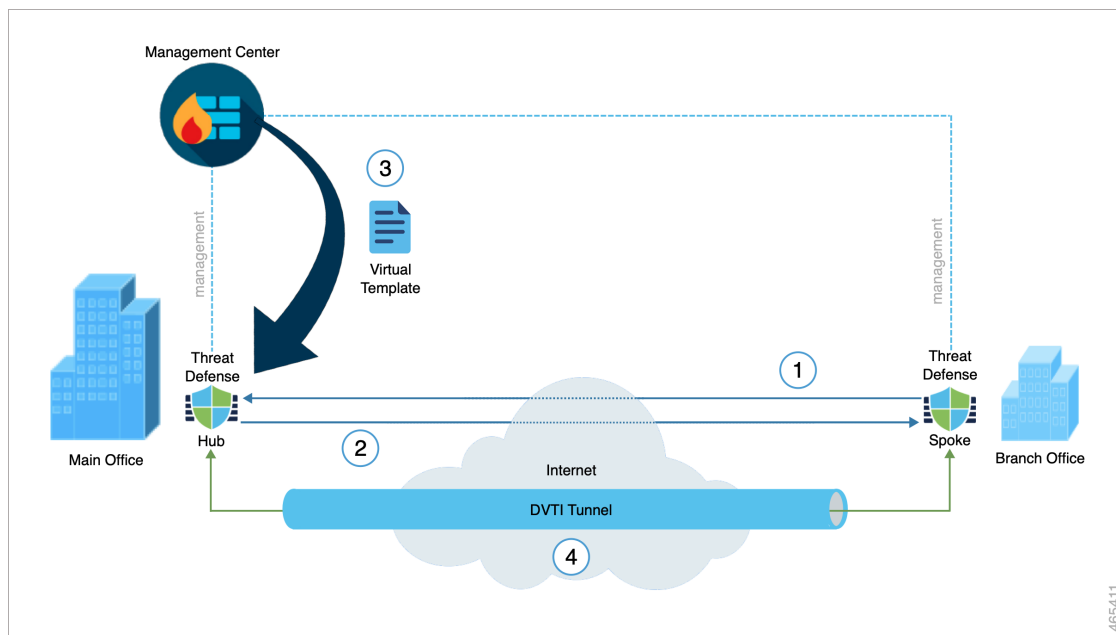 Management Center
3
Virtual
Template
management
management
Threat
Defense
Hub
Main Office
1
2
Threat
Defense
Spoke
Branch Office
Internet
DVTI Tunnel
4
465411